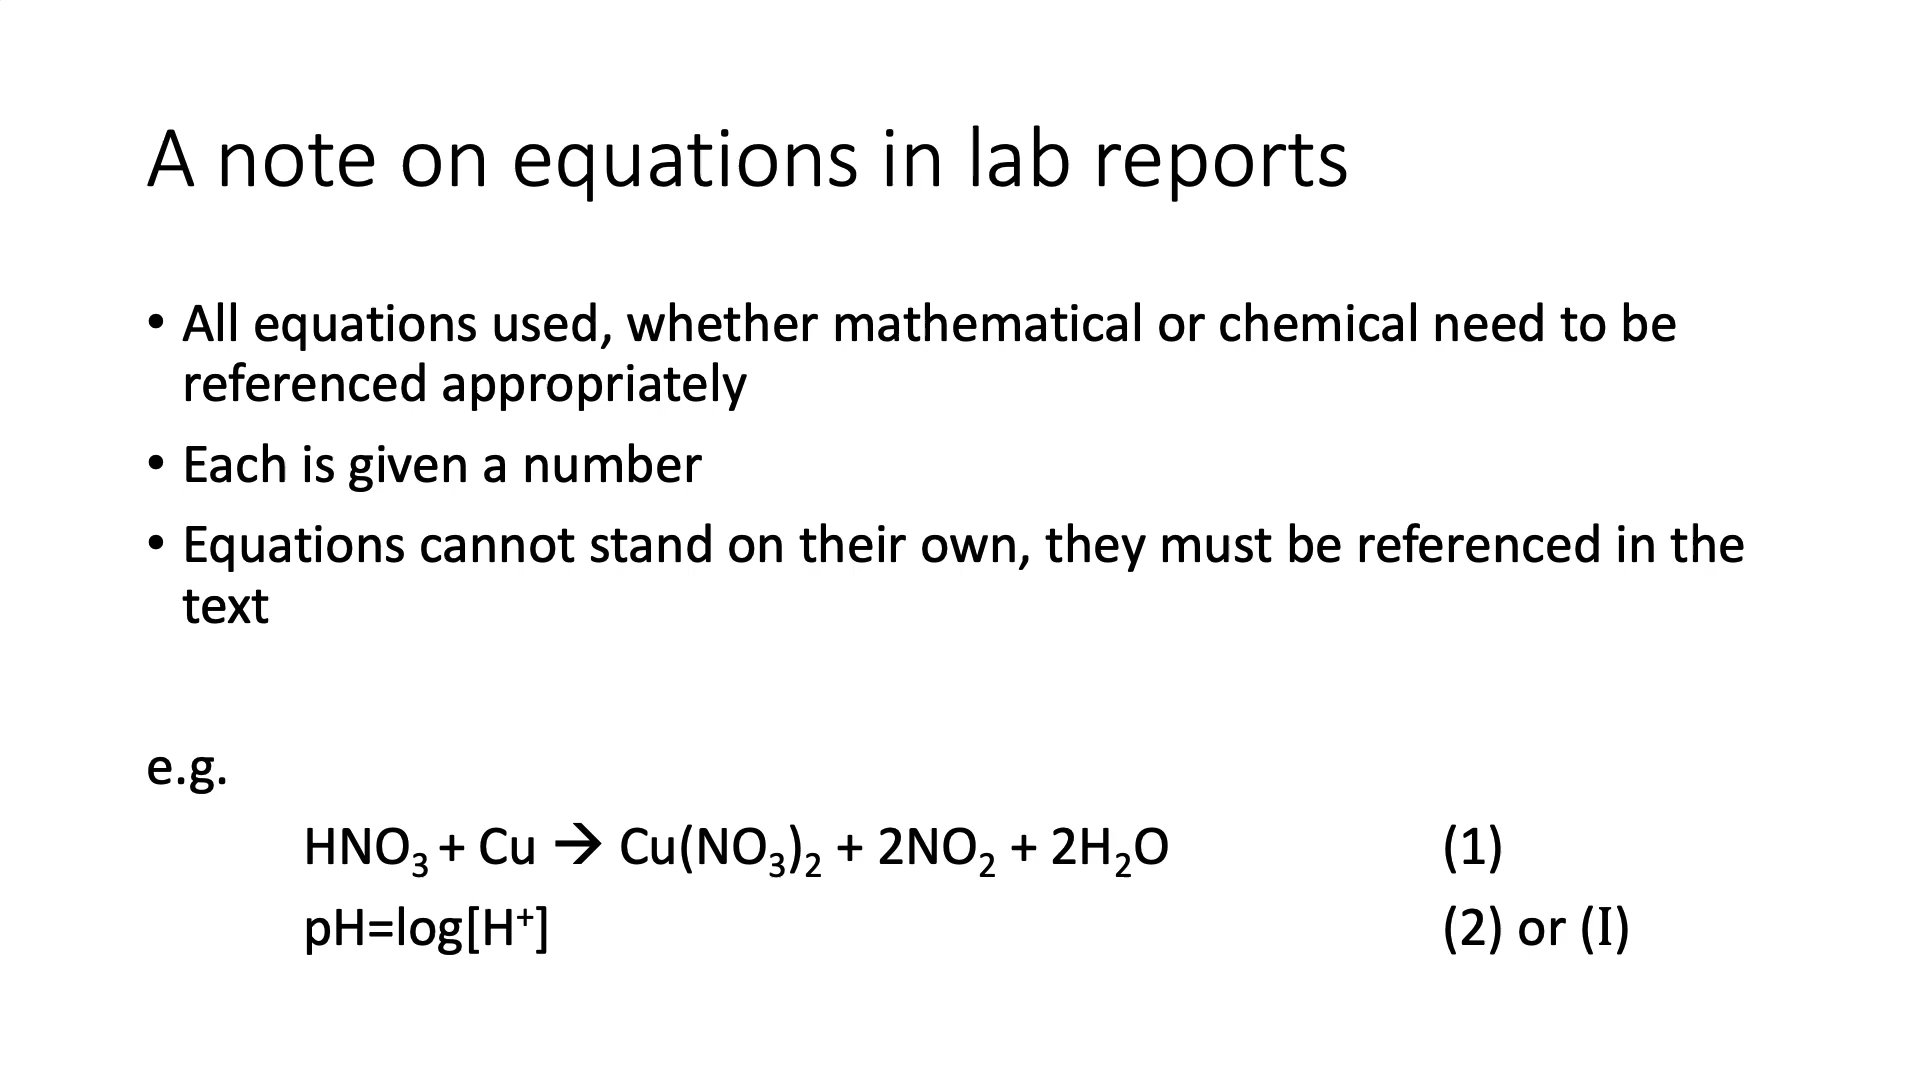 A note on equations in lab reports
• All equations used, whether mathematical or chemical need to be
referenced appropriately
• Each is given a number
• Equations cannot stand on their own, they must be referenced in the
text
e.g.
HNO₃ + Cu → Cu(NO₃)₂ + 2NO₂ + 2H₂O (1)
pH=log[H⁺] (2) or (I)